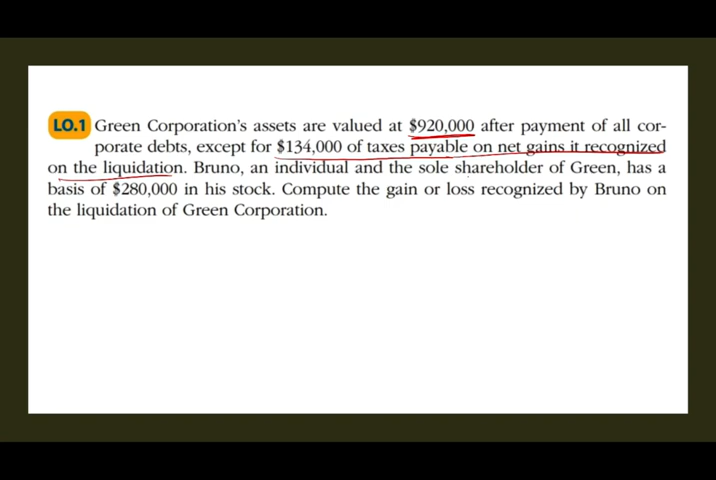 LO.1 Green Corporation's assets are valued at $920,000 after payment of all cor-
porate debts, except for $134,000 of taxes payable on net gains it recognized
on the liquidation. Bruno, an individual and the sole shareholder of Green, has a
basis of $280,000 in his stock. Compute the gain or loss recognized by Bruno on
the liquidation of Green Corporation.